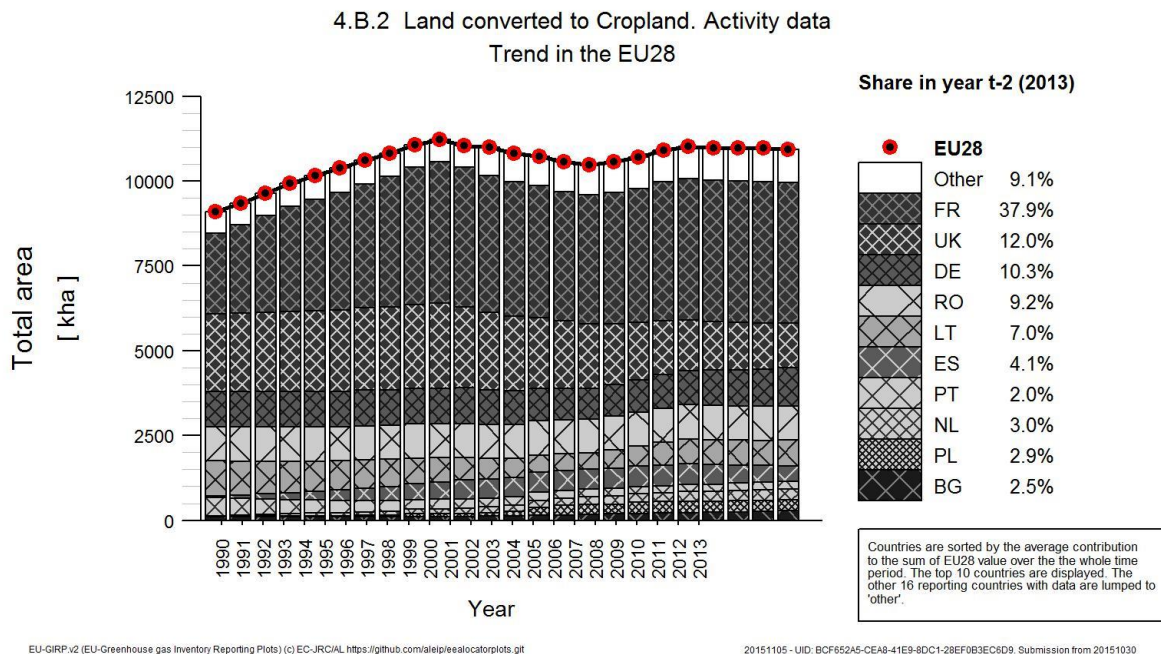 4.B.2 Land converted to Cropland. Activity data
Trend in the EU28
Total area
[ kha ]
12500
10000
7500
5000
2500
0
1990
1991
1992
1993
1994
1995
1996
1997
1998
1999
2000
2001
2002
2003
2004
2005
2006
2007
2008
2009
2010
2011
2012
2013
Year
Share in year t-2 (2013)
EU28
Other 9.1%
FR 37.9%
UK 12.0%
DE 10.3%
RO 9.2%
LT 7.0%
ES 4.1%
PT 2.0%
NL 3.0%
PL 2.9%
BG 2.5%
Countries are sorted by the average contribution
to the sum of EU28 value over the the whole time
period. The top 10 countries are displayed. The
other 16 reporting countries with data are lumped to
'other'.
EU-GIRP.v2 (EU-Greenhouse gas Inventory Reporting Plots) (c) EC-JRC/AL https://github.com/aleip/eealocatorplots.git
20151105 - UID: BCF652A5-CEA8-41E9-8DC1-28EF0B3EC6D9. Submission from 20151030